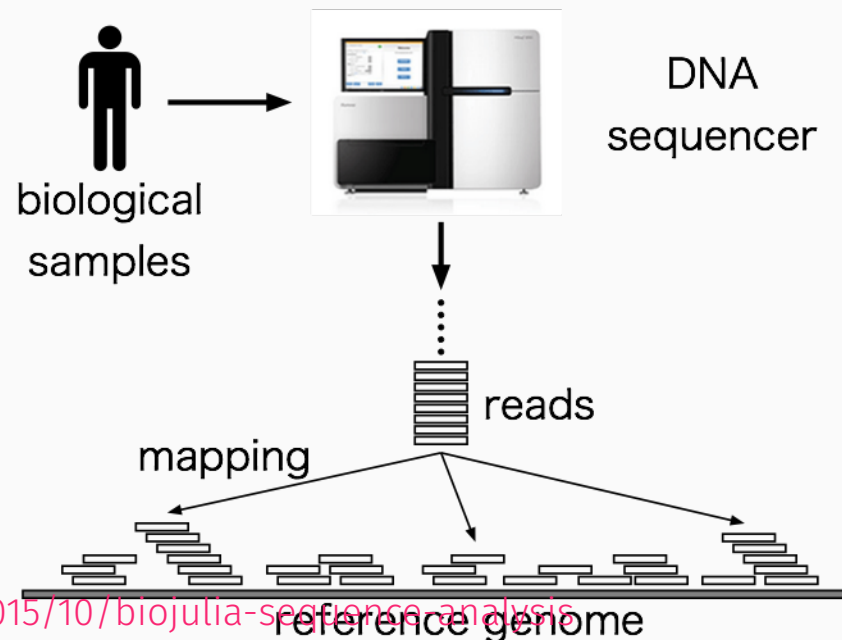 DNA
sequencer
biological
samples
reads
mapping
015/10/biojulia-sequence-analysis
reference genome